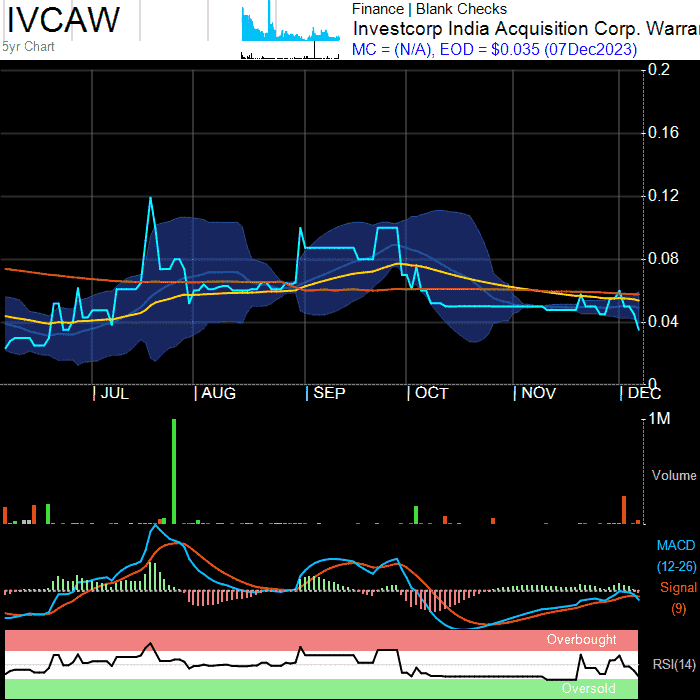 IVCAW
5yr Chart
Finance | Blank Checks
Investcorp India Acquisition Corp. Warra
MC = (N/A), EOD = $0.035 (07Dec2023)
0.2
0.16
0.12
0.08
0.04
0
JUL AUG SEP OCT NOV DEC
1M
Volume
MACD
(12-26)
Signal
(9)
Overbought
RSI(14)
Oversold